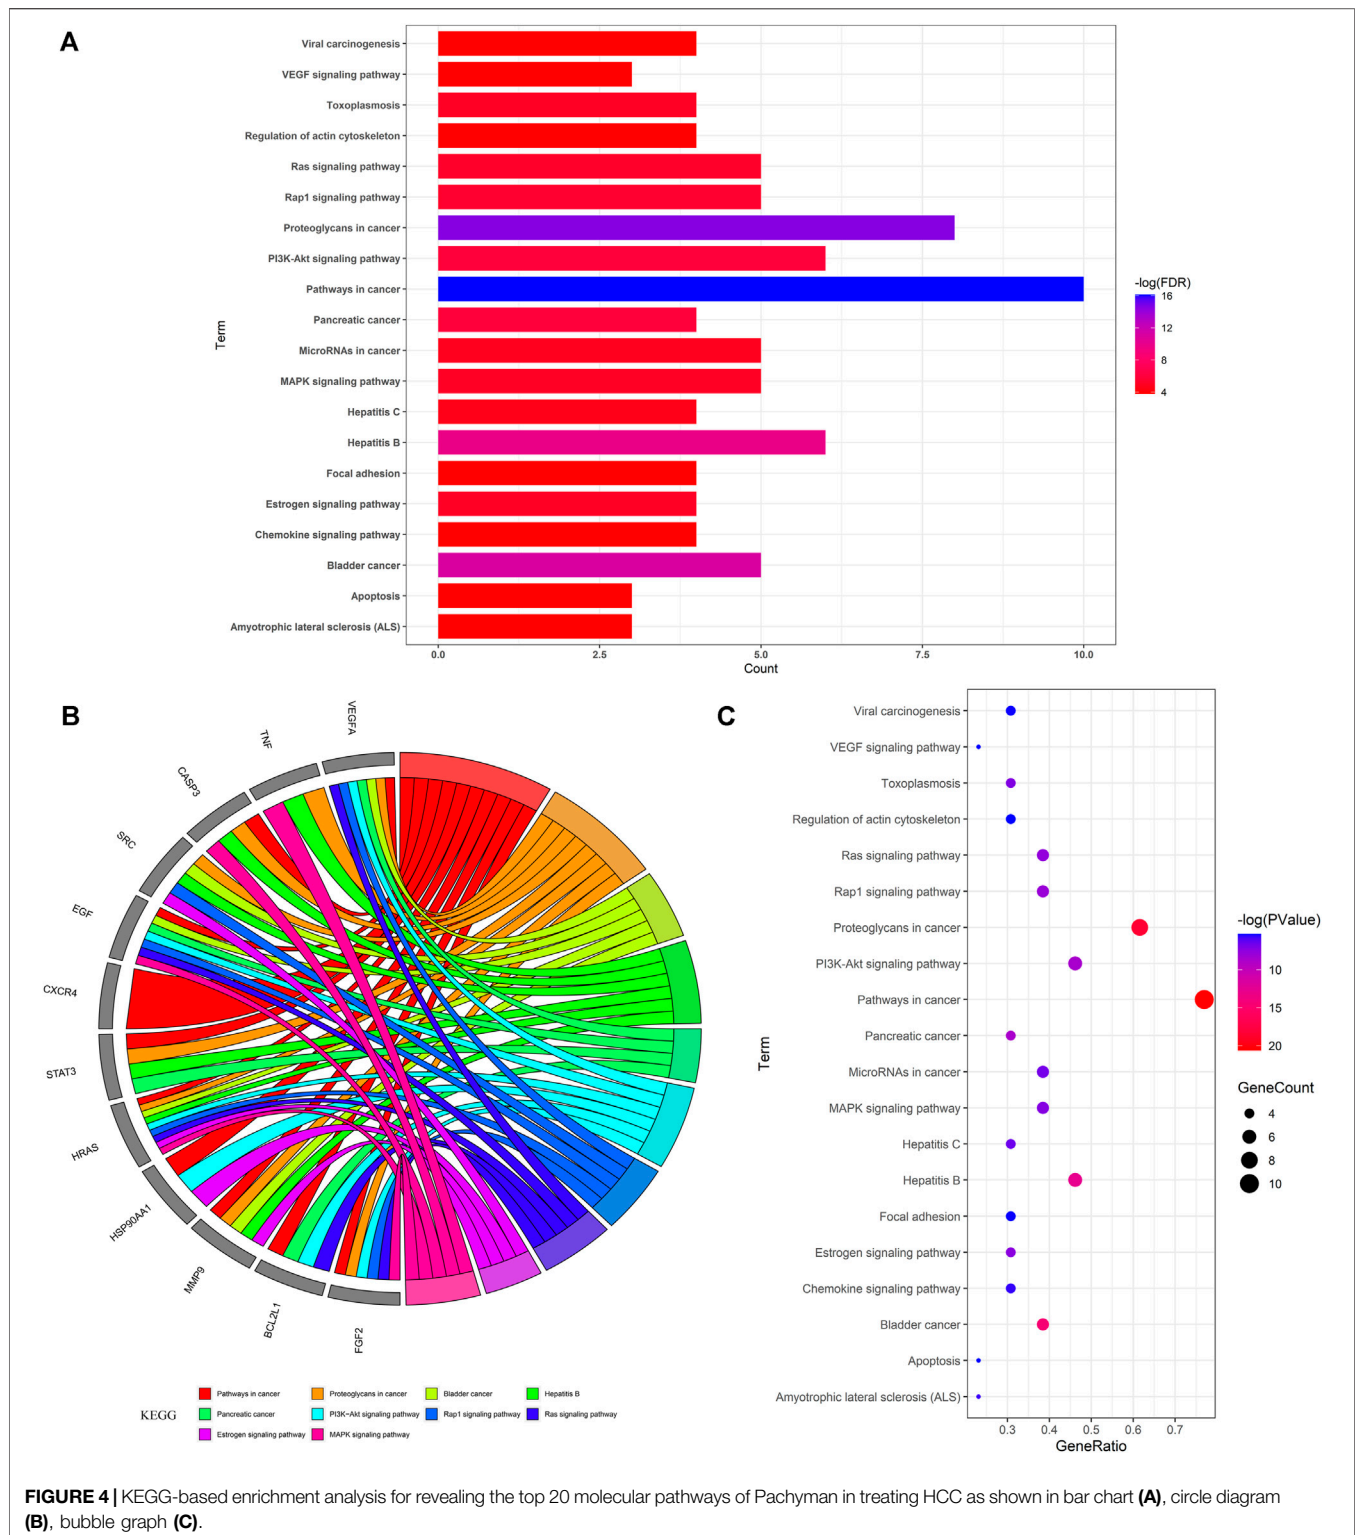 A
Viral carcinogenesis
VEGF signaling pathway
Toxoplasmosis
Regulation of actin cytoskeleton
Ras signaling pathway
Rap1 signaling pathway
Proteoglycans in cancer
PI3K-Akt signaling pathway
Pathways in cancer
Pancreatic cancer
MicroRNAs in cancer
MAPK signaling pathway
Hepatitis C
Hepatitis B
Focal adhesion
Estrogen signaling pathway
Chemokine signaling pathway
Bladder cancer
Apoptosis
Amyotrophic lateral sclerosis (ALS)
Term
0.0 2.5 5.0 7.5 10.0
Count
-log(FDR)
16
12
8
4
B
VEGFA
TNF
CASP3
SRC
EGF
CXCR4
STAT3
HRAS
HSP90AA1
MMP9
BCL2L1
FGF2
KEGG
Pathways in cancer Proteoglycans in cancer Bladder cancer Hepatitis B
Pancreatic cancer PI3K−Akt signaling pathway Rap1 signaling pathway Ras signaling pathway
Estrogen signaling pathway MAPK signaling pathway
C
Viral carcinogenesis
VEGF signaling pathway
Toxoplasmosis
Regulation of actin cytoskeleton
Ras signaling pathway
Rap1 signaling pathway
Proteoglycans in cancer
PI3K-Akt signaling pathway
Pathways in cancer
Pancreatic cancer
MicroRNAs in cancer
MAPK signaling pathway
Hepatitis C
Hepatitis B
Focal adhesion
Estrogen signaling pathway
Chemokine signaling pathway
Bladder cancer
Apoptosis
Amyotrophic lateral sclerosis (ALS)
Term
0.3 0.4 0.5 0.6 0.7
GeneRatio
-log(PValue)
10
15
20
GeneCount
4
6
8
10
FIGURE 4 | KEGG-based enrichment analysis for revealing the top 20 molecular pathways of Pachyman in treating HCC as shown in bar chart (A), circle diagram
(B), bubble graph (C).